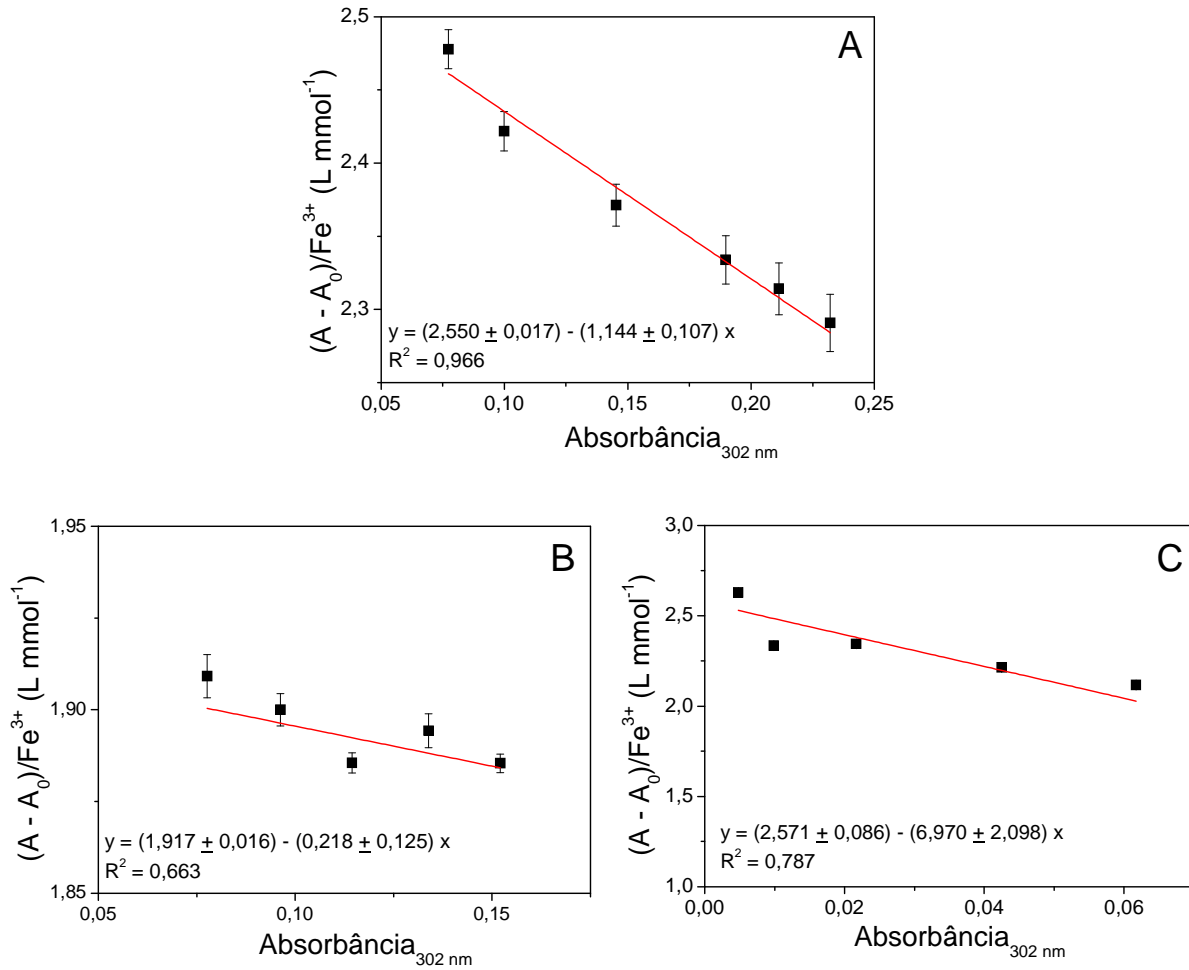 A
2,5
2,4
2,3
(A - A₀)/Fe³⁺ (L mmol⁻¹)
y = (2,550 ± 0,017) - (1,144 ± 0,107) x
R² = 0,966
0,05 0,10 0,15 0,20 0,25
Absorbância₃₀₂ ₙₘ
B
1,95
1,90
1,85
(A - A₀)/Fe³⁺ (L mmol⁻¹)
y = (1,917 ± 0,016) - (0,218 ± 0,125) x
R² = 0,663
0,05 0,10 0,15
Absorbância₃₀₂ ₙₘ
C
3,0
2,5
2,0
1,5
1,0
(A - A₀)/Fe³⁺ (L mmol⁻¹)
y = (2,571 ± 0,086) - (6,970 ± 2,098) x
R² = 0,787
0,00 0,02 0,04 0,06
Absorbância₃₀₂ ₙₘ